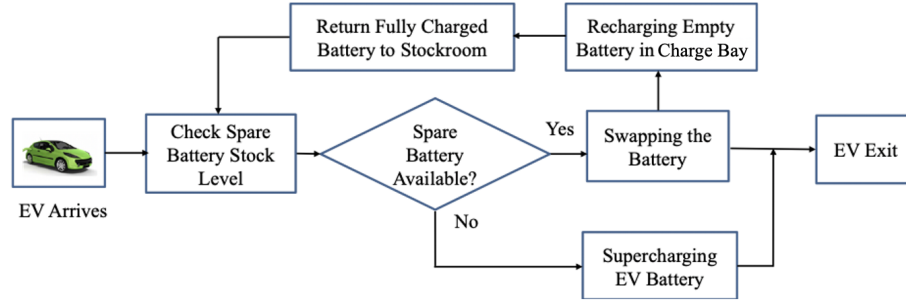 Return Fully Charged
Battery to Stockroom
Recharging Empty
Battery in Charge Bay
EV Arrives
Check Spare
Battery Stock
Level
Spare
Battery
Available?
Yes
No
Swapping the
Battery
Supercharging
EV Battery
EV Exit